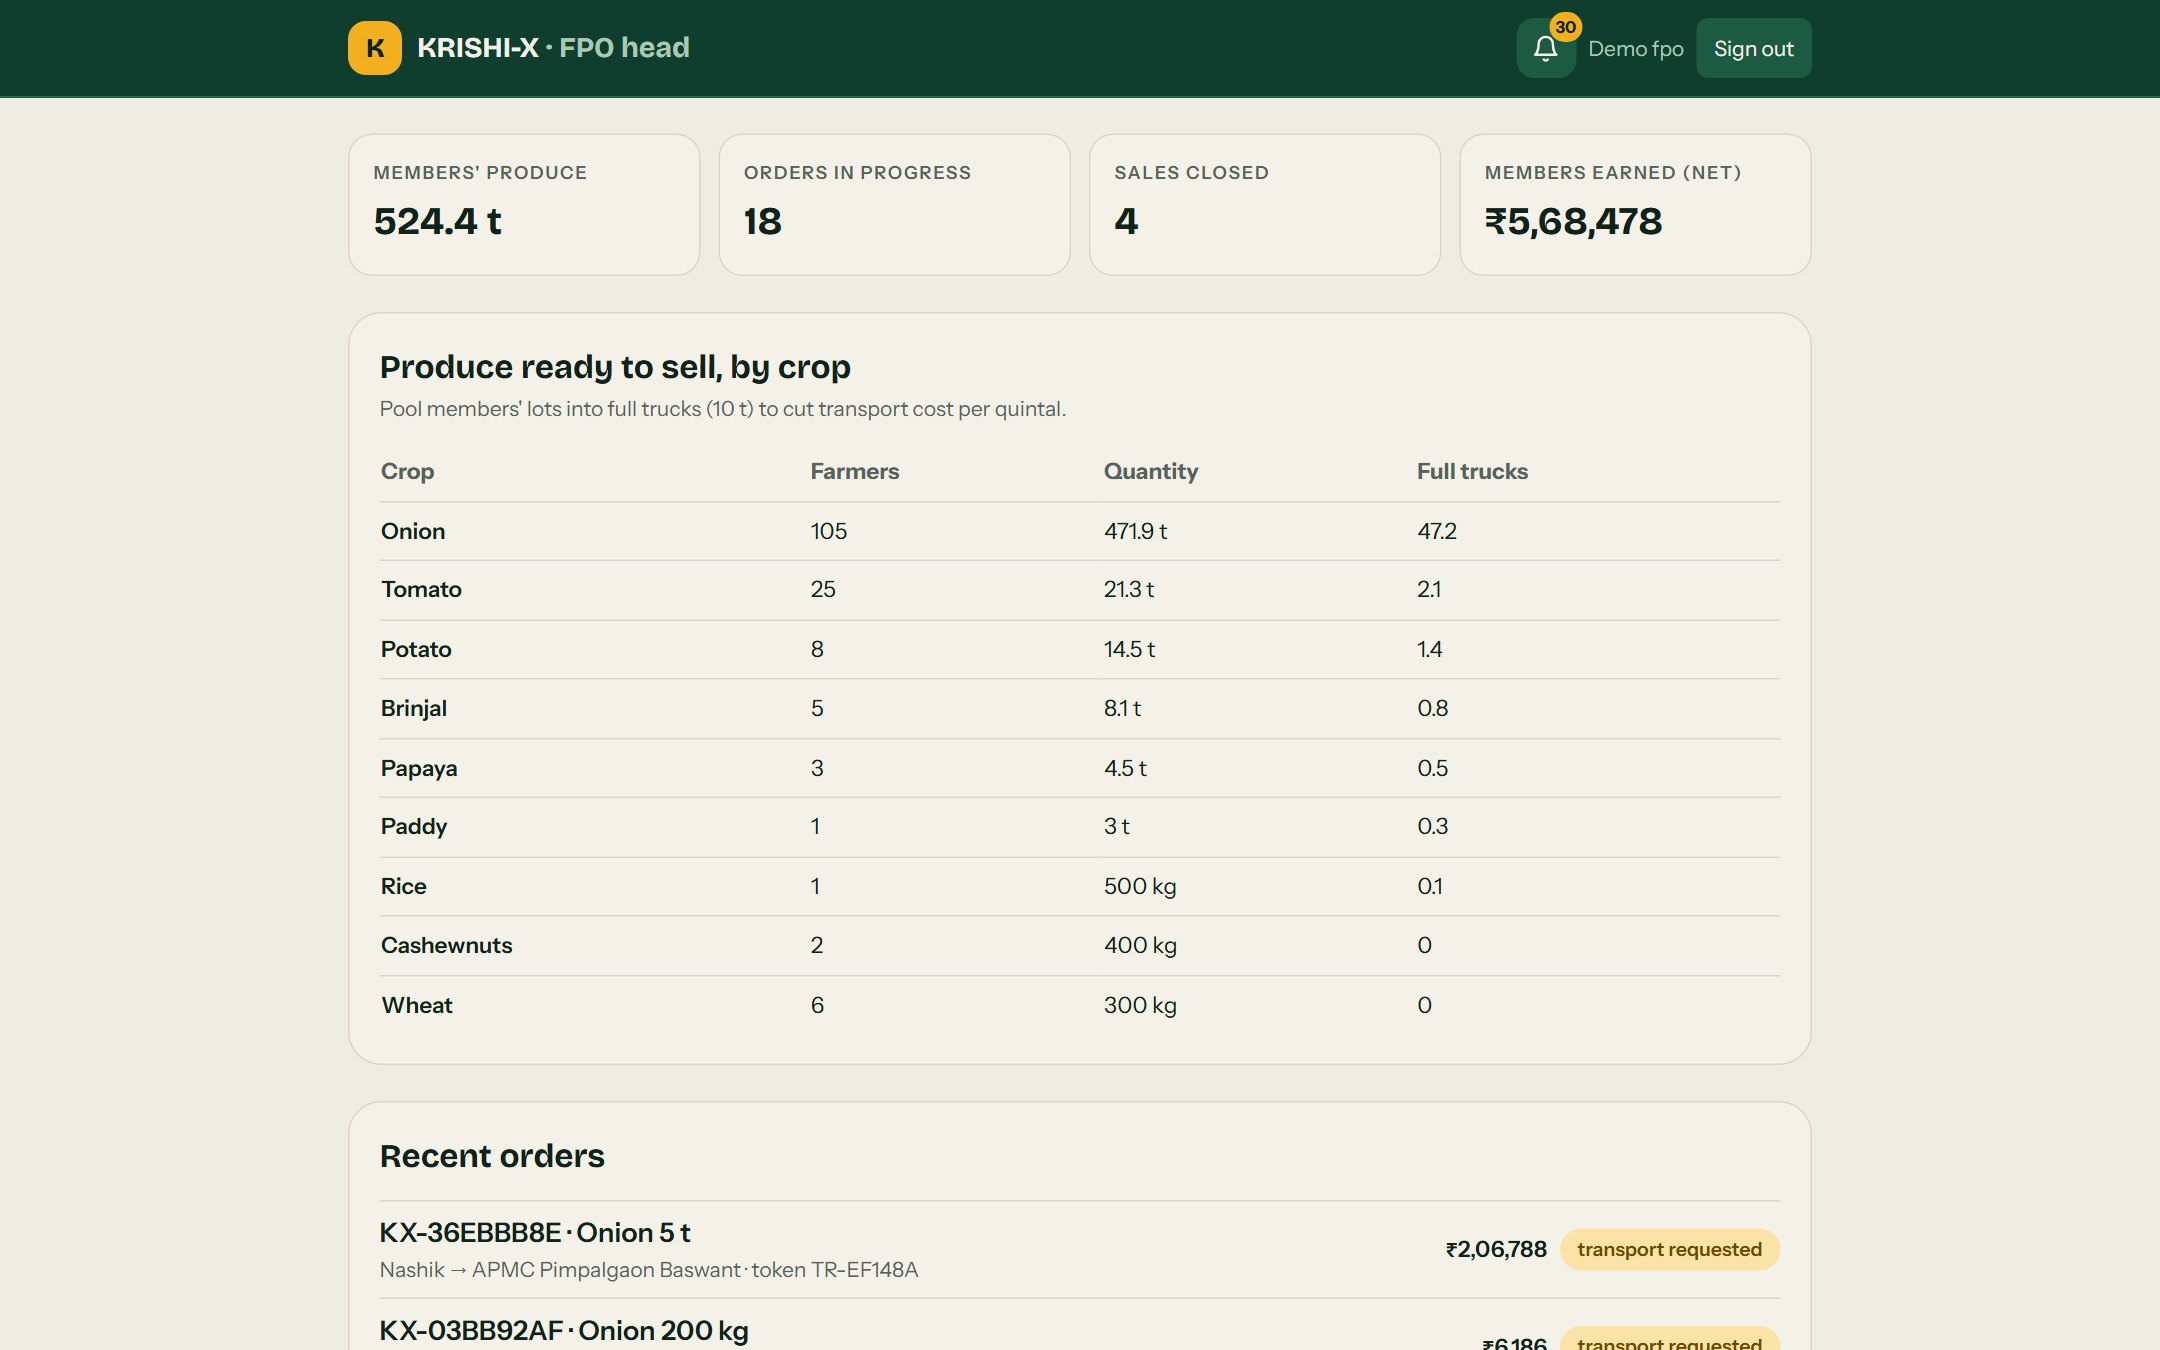 K KRISHI-X · FPO head
30
Demo fpo
Sign out
MEMBERS' PRODUCE
524.4 t
ORDERS IN PROGRESS
18
SALES CLOSED
4
MEMBERS EARNED (NET)
₹5,68,478
Produce ready to sell, by crop
Pool members' lots into full trucks (10 t) to cut transport cost per quintal.
Crop Farmers Quantity Full trucks
Onion 105 471.9 t 47.2
Tomato 25 21.3 t 2.1
Potato 8 14.5 t 1.4
Brinjal 5 8.1 t 0.8
Papaya 3 4.5 t 0.5
Paddy 1 3 t 0.3
Rice 1 500 kg 0.1
Cashewnuts 2 400 kg 0
Wheat 6 300 kg 0
Recent orders
KX-36EBBB8E · Onion 5 t
Nashik → APMC Pimpalgaon Baswant · token TR-EF148A
₹2,06,788 transport requested
KX-03BB92AF · Onion 200 kg
₹6,186 transport requested